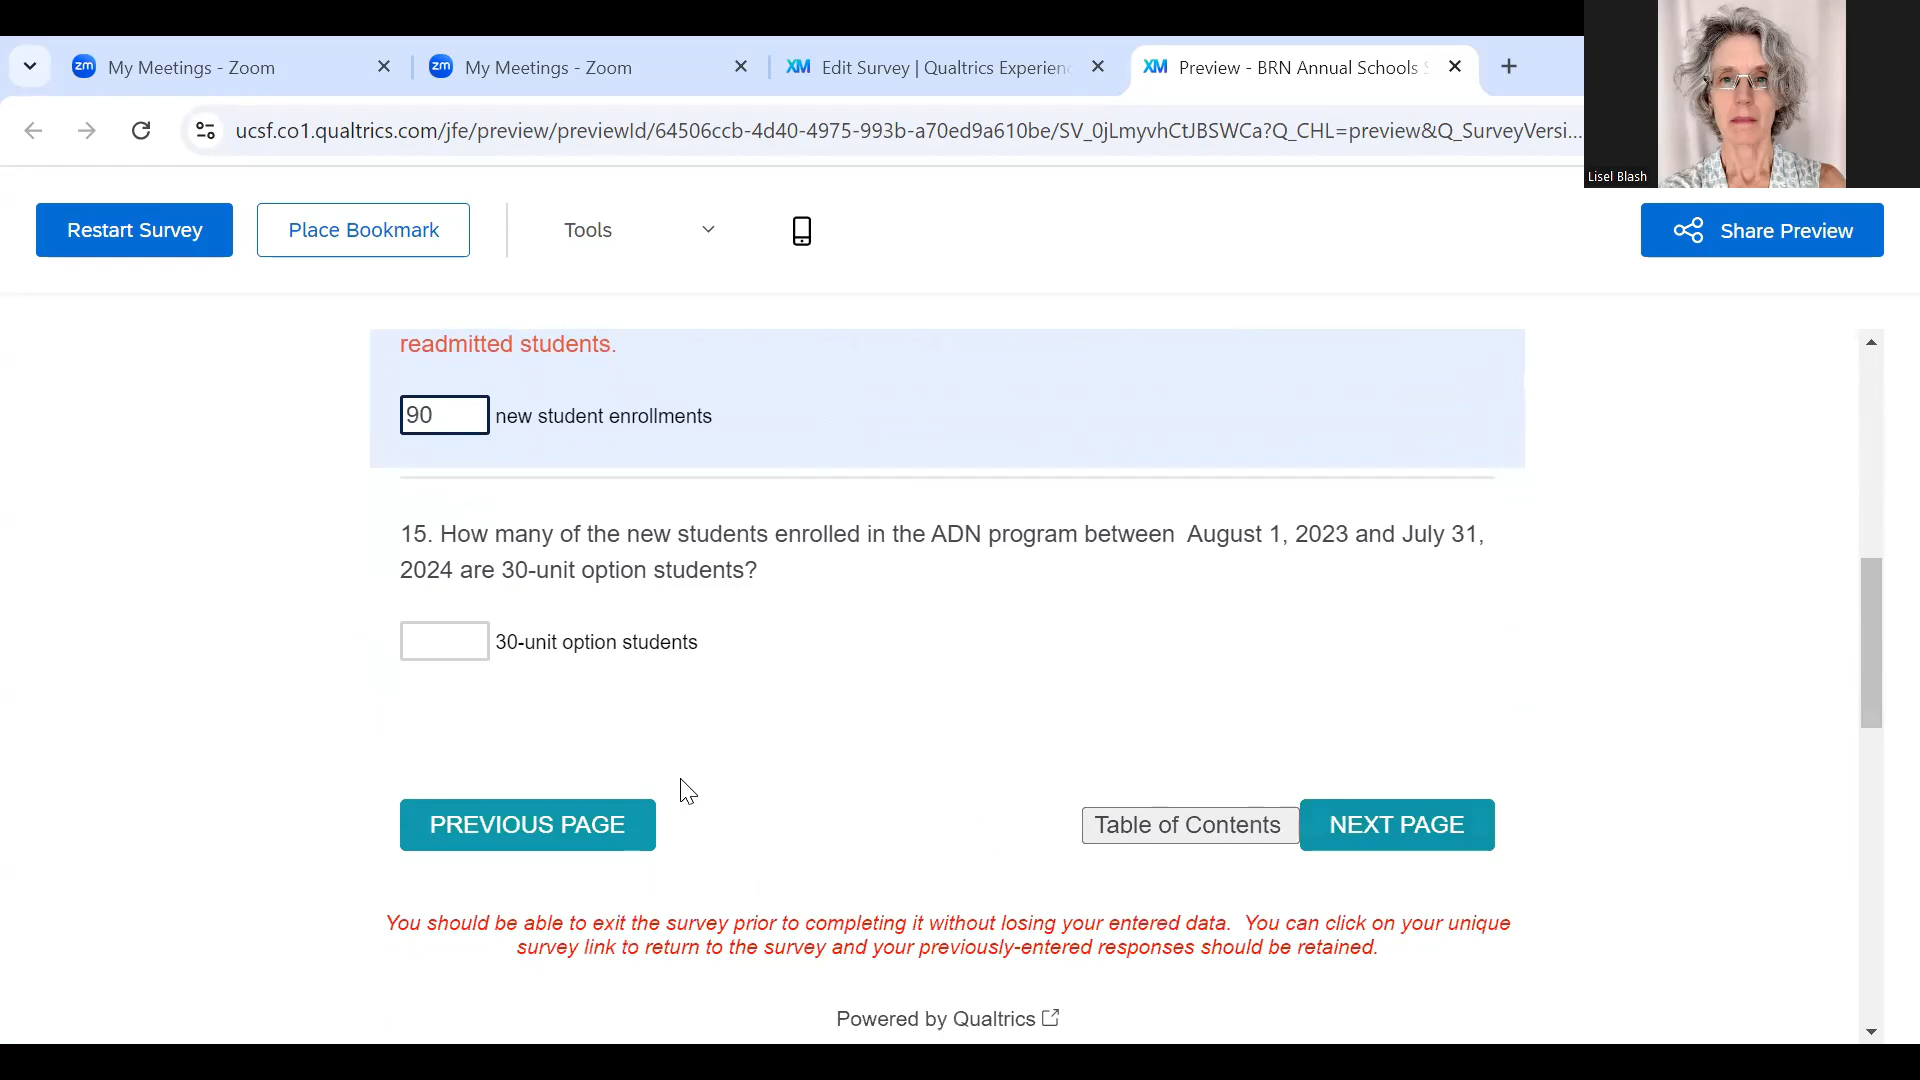 zm My Meetings - Zoom
zm My Meetings - Zoom
XM Edit Survey | Qualtrics Experienc
XM Preview - BRN Annual Schools S
ucsf.co1.qualtrics.com/jfe/preview/previewId/64506ccb-4d40-4975-993b-a70ed9a610be/SV_0jLmyvhCtJBSWCa?Q_CHL=preview&Q_SurveyVersi...
Lisel Blash
Restart Survey
Place Bookmark
Tools
Share Preview
readmitted students.
90 new student enrollments
15. How many of the new students enrolled in the ADN program between August 1, 2023 and July 31,
2024 are 30-unit option students?
30-unit option students
PREVIOUS PAGE
Table of Contents
NEXT PAGE
You should be able to exit the survey prior to completing it without losing your entered data. You can click on your unique
survey link to return to the survey and your previously-entered responses should be retained.
Powered by Qualtrics